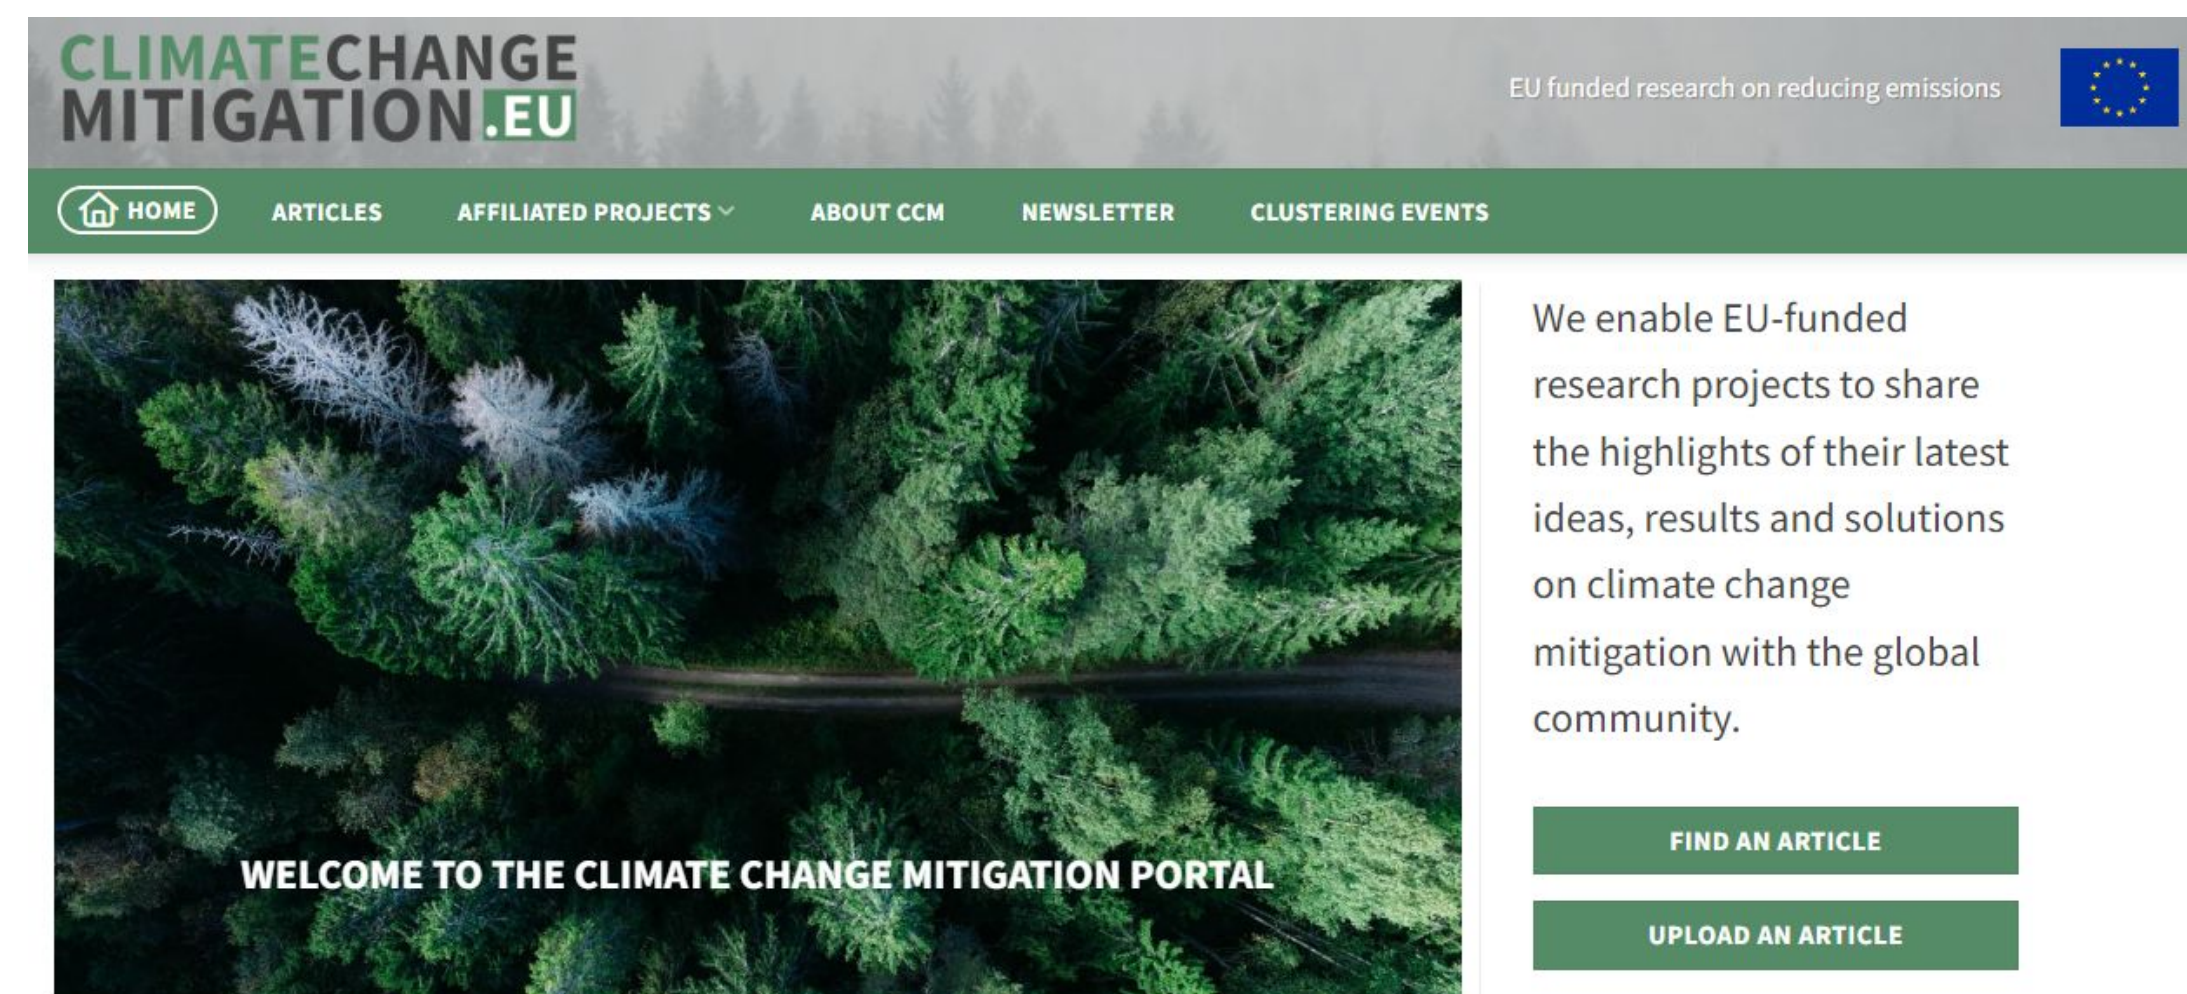 CLIMATECHANGE
MITIGATION.EU
EU funded research on reducing emissions
HOME
ARTICLES
AFFILIATED PROJECTS
ABOUT CCM
NEWSLETTER
CLUSTERING EVENTS
WELCOME TO THE CLIMATE CHANGE MITIGATION PORTAL
We enable EU-funded
research projects to share
the highlights of their latest
ideas, results and solutions
on climate change
mitigation with the global
community.
FIND AN ARTICLE
UPLOAD AN ARTICLE